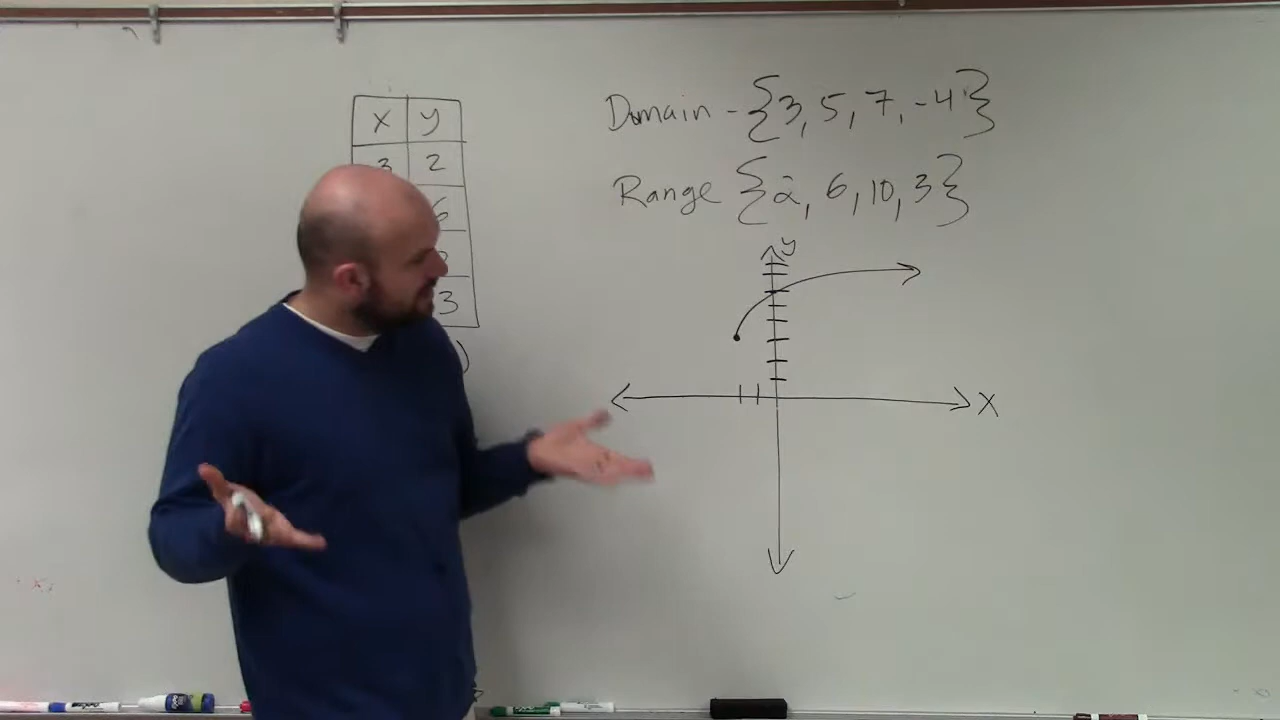 x y
3 2
6
3
Domain - {3, 5, 7, -4}
Range {2, 6, 10, 3}
y
x